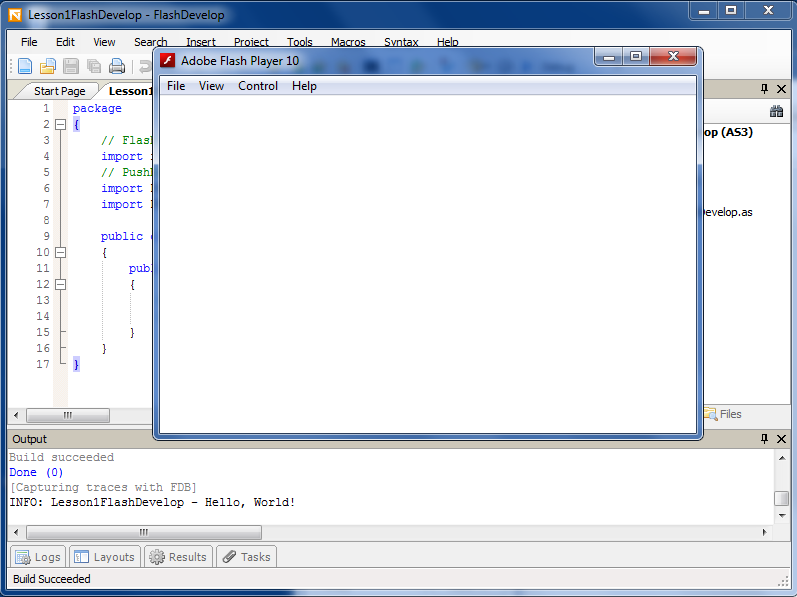 Lesson1FlashDevelop - FlashDevelop
File Edit View Search Insert Project Tools Macros Syntax Help
Adobe Flash Player 10
File View Control Help
Start Page Lesson1
op (AS3)
Develop.as
1 package
2 {
3 // Flas
4 import
5 // Push
6 import
7 import
8
9 public
10 {
11 publ
12 {
13
14
15 }
16 }
17 }
Files
Output
Build succeeded
Done (0)
[Capturing traces with FDB]
INFO: Lesson1FlashDevelop - Hello, World!
Logs Layouts Results Tasks
Build Succeeded